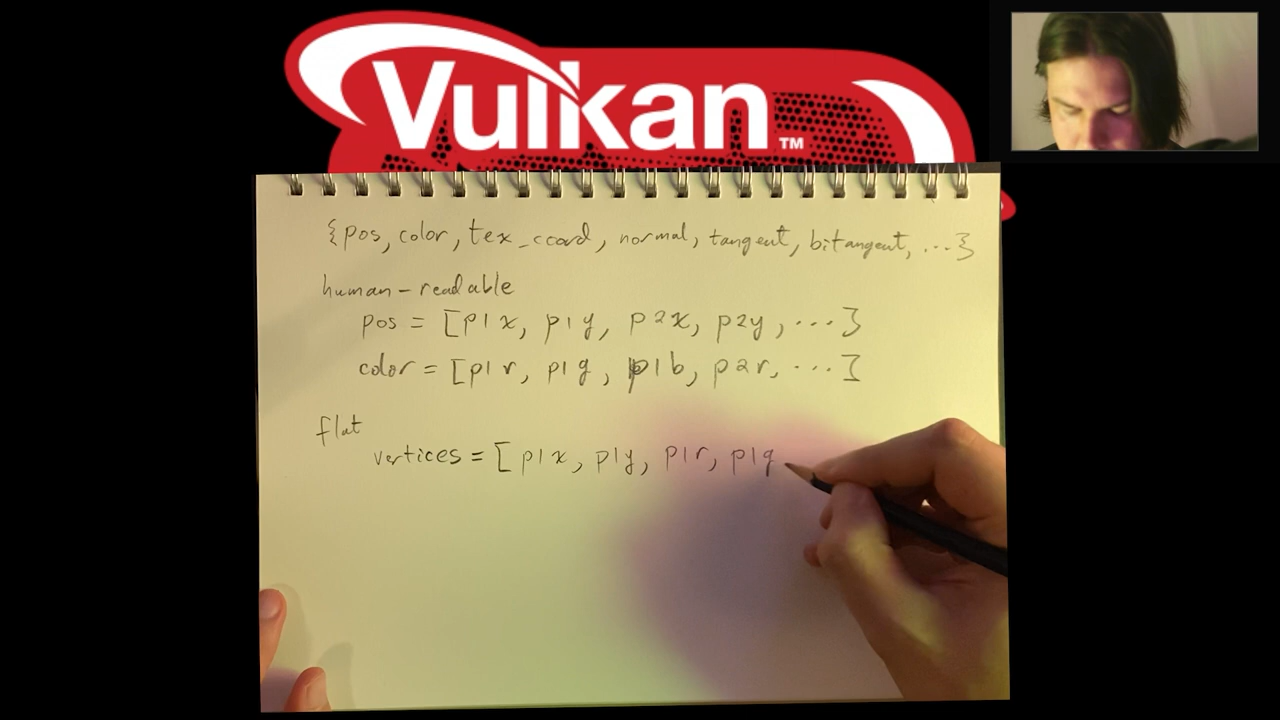 Vulkan™
{pos, color, tex_coord, normal, tangent, bitangent, ...}
human-readable
pos = [p1x, p1y, p2x, p2y, ...]
color = [p1r, p1g, p1b, p2r, ...]
flat
vertices = [p1x, p1y, p1r, p1g